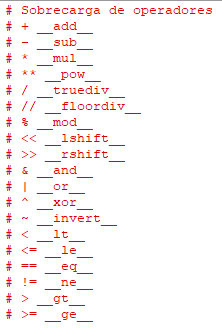 # Sobrecarga de operadores
# + __add__
# - __sub__
# * __mul__
# ** __pow__
# / __truediv__
# // __floordiv__
# % __mod__
# << __lshift__
# >> __rshift__
# & __and__
# | __or__
# ^ __xor__
# ~ __invert__
# < __lt__
# <= __le__
# == __eq__
# != __ne__
# > __gt__
# >= __ge__